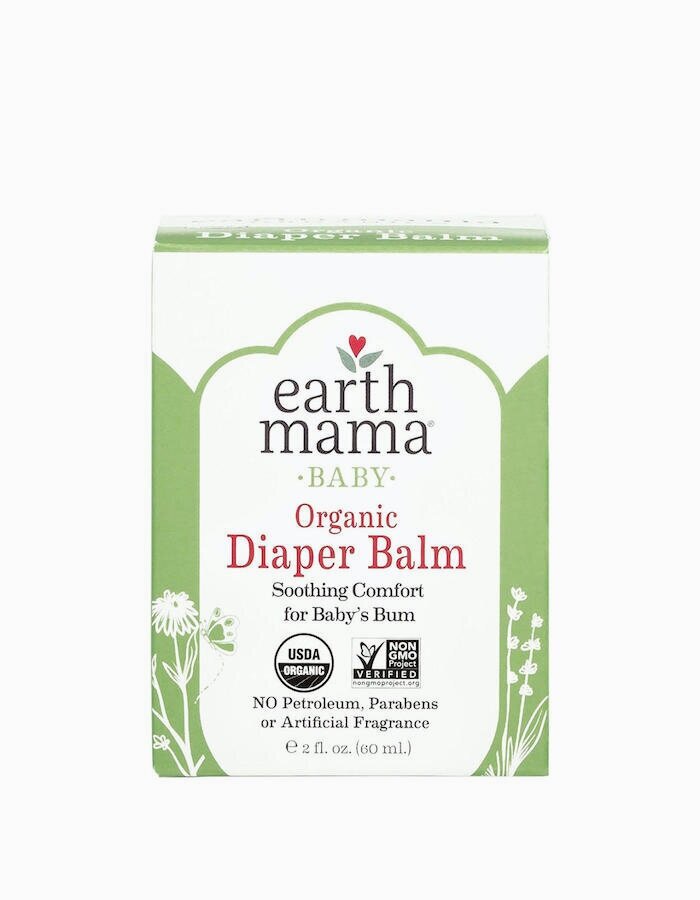 Organic
Diaper Balm
earth
mama®
·BABY·
Organic
Diaper Balm
Soothing Comfort
for Baby's Bum
USDA
ORGANIC
NON
GMO
Project
VERIFIED
nongmoproject.org
NO Petroleum, Parabens
or Artificial Fragrance
℮ 2 fl. oz. (60 ml.)